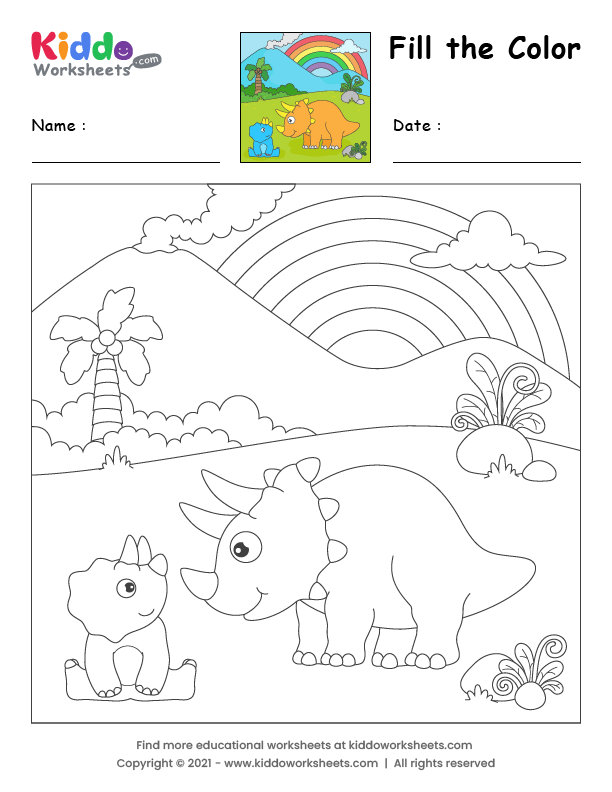 Kiddo
Worksheets.com
Fill the Color
Name :
Date :
Find more educational worksheets at kiddoworksheets.com
Copyright © 2021 - www.kiddoworksheets.com | All rights reserved